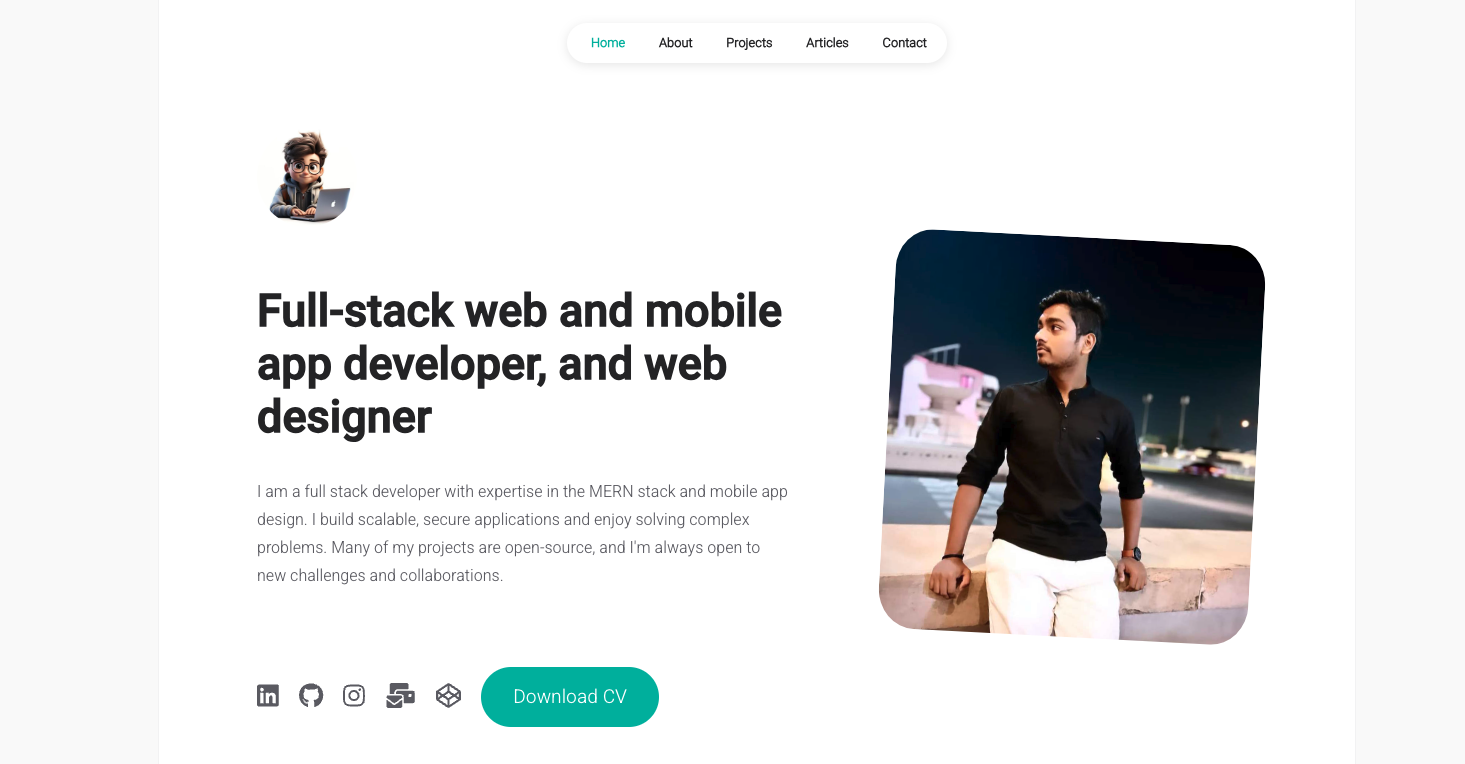 Home About Projects Articles Contact
Full-stack web and mobile
app developer, and web
designer
I am a full stack developer with expertise in the MERN stack and mobile app
design. I build scalable, secure applications and enjoy solving complex
problems. Many of my projects are open-source, and I'm always open to
new challenges and collaborations.
in
Download CV